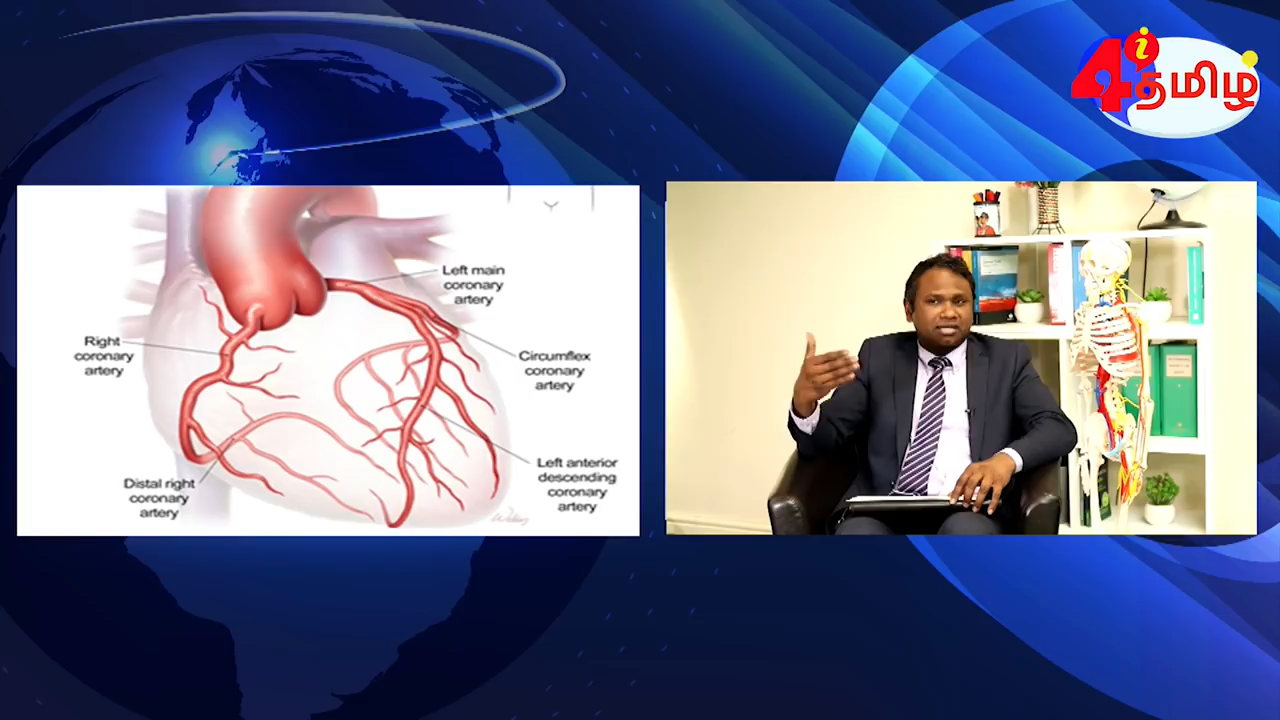 4i
தமிழ்
Left main
coronary
artery
Right
coronary
artery
Circumflex
coronary
artery
Left anterior
descending
coronary
artery
Distal right
coronary
artery